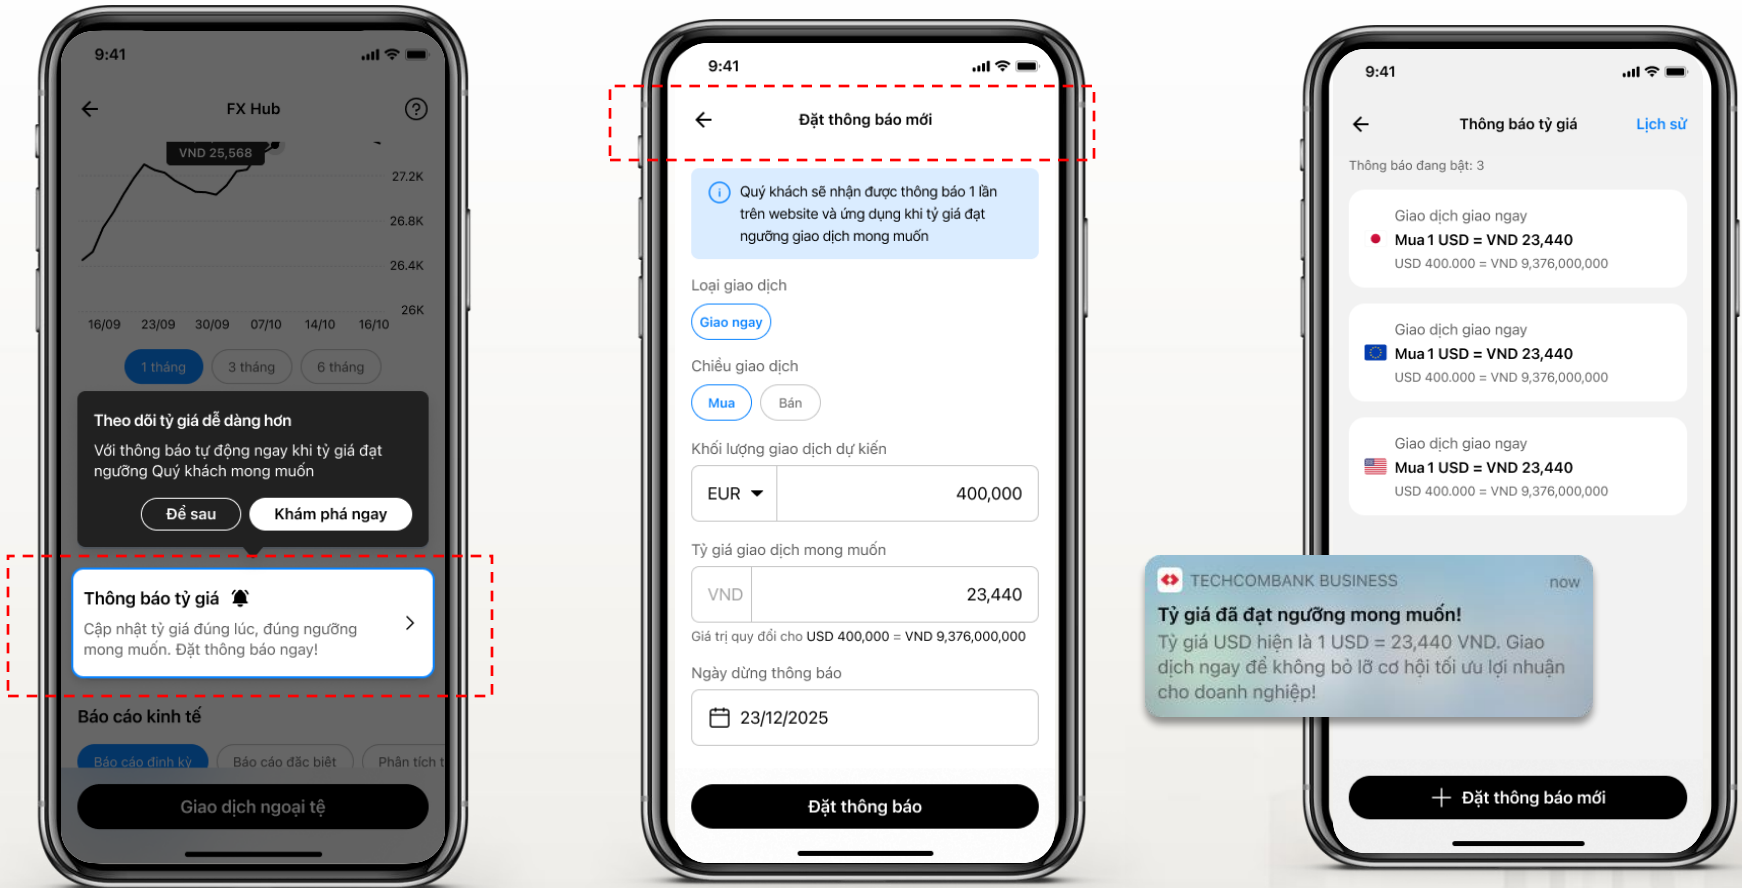 9:41
FX Hub
VND 25,568
27.2K
26.8K
26.4K
26K
16/09 23/09 30/09 07/10 14/10 16/10
1 tháng 3 tháng 6 tháng
Theo dõi tỷ giá dễ dàng hơn
Với thông báo tự động ngay khi tỷ giá đạt
ngưỡng Quý khách mong muốn
Để sau Khám phá ngay
Thông báo tỷ giá
Cập nhật tỷ giá đúng lúc, đúng ngưỡng
mong muốn. Đặt thông báo ngay!
Báo cáo kinh tế
Báo cáo định kỳ Báo cáo đặc biệt Phân tích t
Giao dịch ngoại tệ
9:41
Đặt thông báo mới
Quý khách sẽ nhận được thông báo 1 lần
trên website và ứng dụng khi tỷ giá đạt
ngưỡng giao dịch mong muốn
Loại giao dịch
Giao ngay
Chiều giao dịch
Mua Bán
Khối lượng giao dịch dự kiến
EUR 400,000
Tỷ giá giao dịch mong muốn
VND 23,440
Giá trị quy đổi cho USD 400,000 = VND 9,376,000,000
Ngày dừng thông báo
23/12/2025
Đặt thông báo
9:41
Thông báo tỷ giá Lịch sử
Thông báo đang bật: 3
Giao dịch giao ngay
Mua 1 USD = VND 23,440
USD 400.000 = VND 9,376,000,000
Giao dịch giao ngay
Mua 1 USD = VND 23,440
USD 400.000 = VND 9,376,000,000
Giao dịch giao ngay
Mua 1 USD = VND 23,440
USD 400.000 = VND 9,376,000,000
TECHCOMBANK BUSINESS now
Tỷ giá đã đạt ngưỡng mong muốn!
Tỷ giá USD hiện là 1 USD = 23,440 VND. Giao
dịch ngay để không bỏ lỡ cơ hội tối ưu lợi nhuận
cho doanh nghiệp!
+ Đặt thông báo mới